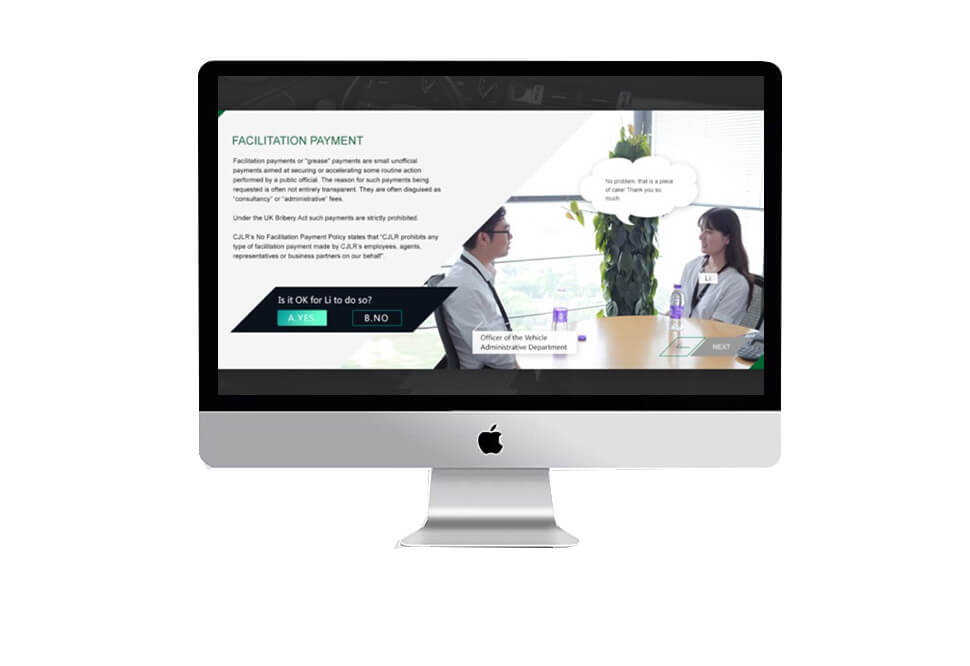 FACILITATION PAYMENT
Facilitation payments or “grease” payments are small unofficial
payments aimed at securing or accelerating some routine action
performed by a public official. The reason for such payments being
requested is often not entirely transparent. They are often disguised as
“consultancy” or “administrative” fees.
Under the UK Bribery Act such payments are strictly prohibited.
CJLR’s No Facilitation Payment Policy states that “CJLR prohibits any
type of facilitation payment made by CJLR’s employees, agents,
representatives or business partners on our behalf”
Is it OK for Li to do so?
A.YES
B.NO
No problem, that is a piece
of cake! Thank you so
much.
Li
Officer of the Vehicle
Administrative Department
NEXT